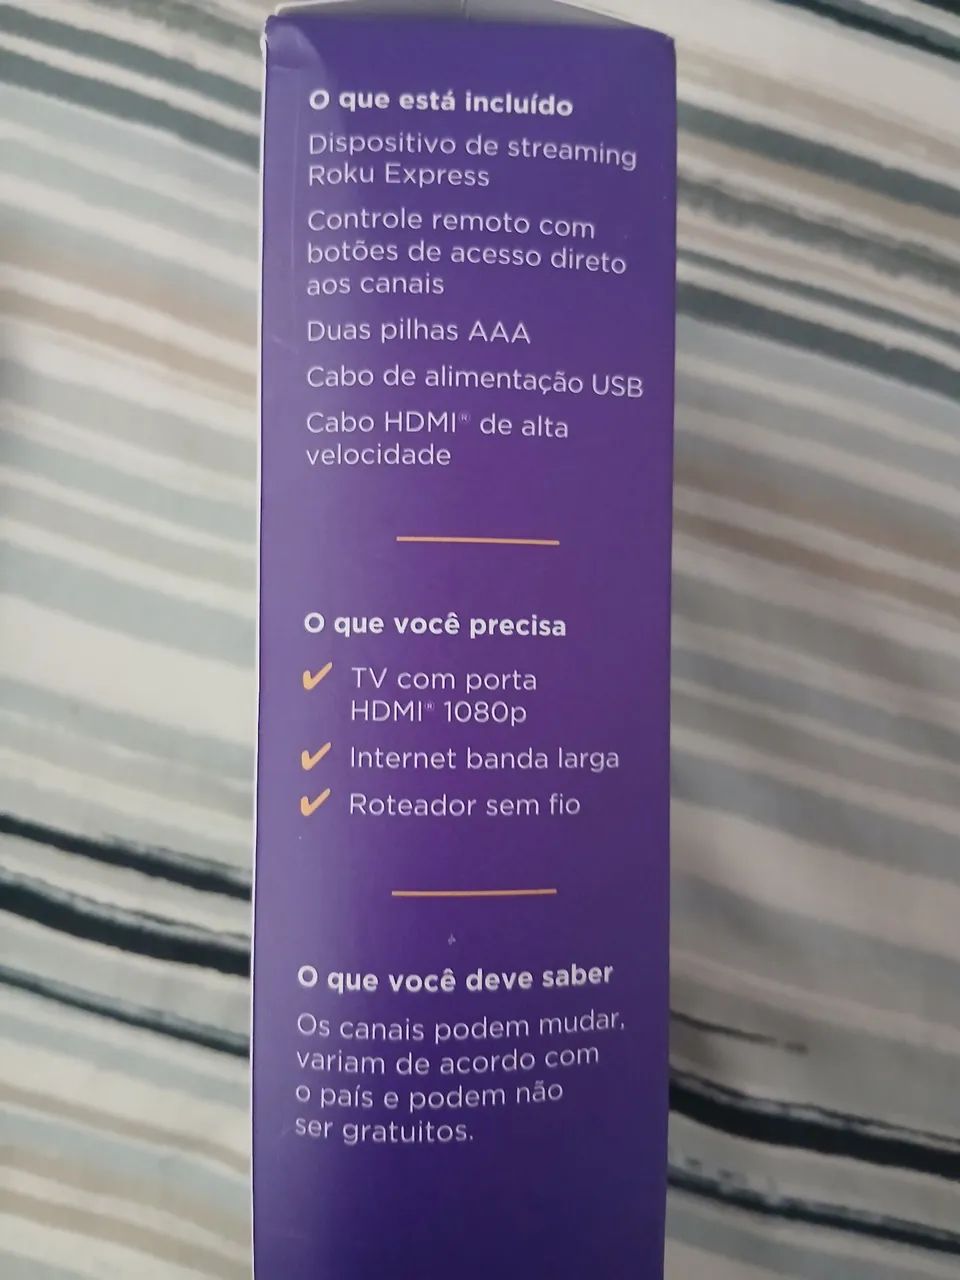 O que está incluído
Dispositivo de streaming
Roku Express
Controle remoto com
botões de acesso direto
aos canais
Duas pilhas AAA
Cabo de alimentação USB
Cabo HDMI® de alta
velocidade
O que você precisa
✔ TV com porta
HDMI® 1080p
✔ Internet banda larga
✔ Roteador sem fio
O que você deve saber
Os canais podem mudar,
variam de acordo com
o país e podem não
ser gratuitos.